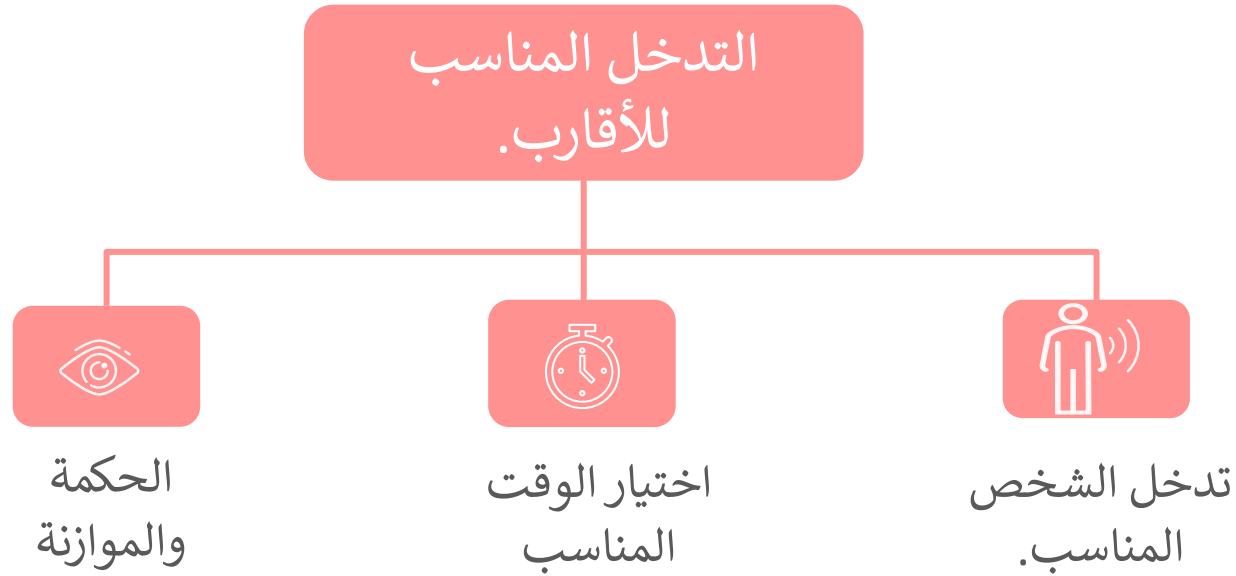 التدخل المناسب
للأقارب.
تدخل الشخص
المناسب.
اختيار الوقت
المناسب
الحكمة
والموازنة